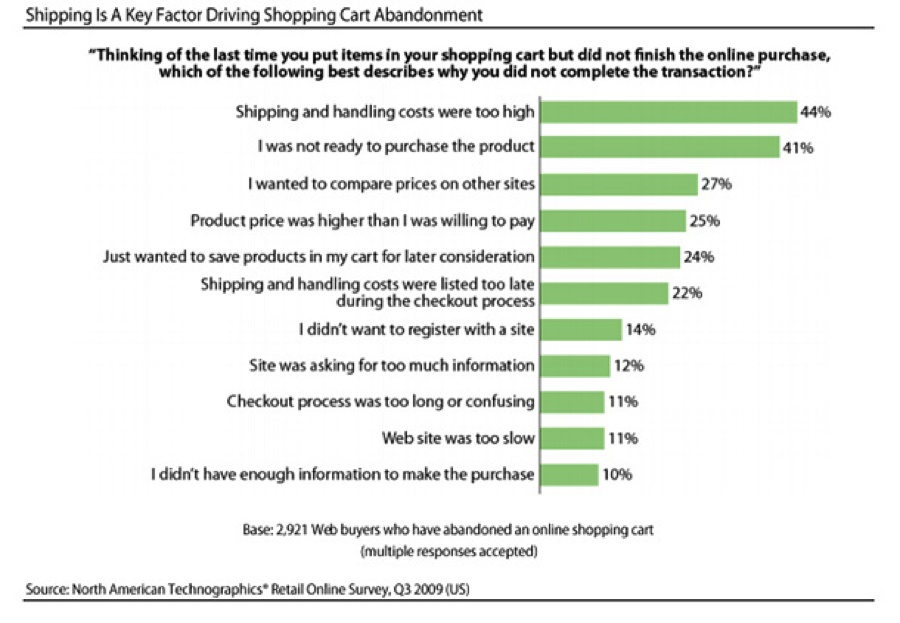 Shipping Is A Key Factor Driving Shopping Cart Abandonment
“Thinking of the last time you put items in your shopping cart but did not finish the online purchase,
which of the following best describes why you did not complete the transaction?”
Shipping and handling costs were too high 44%
I was not ready to purchase the product 41%
I wanted to compare prices on other sites 27%
Product price was higher than I was willing to pay 25%
Just wanted to save products in my cart for later consideration 24%
Shipping and handling costs were listed too late
during the checkout process 22%
I didn’t want to register with a site 14%
Site was asking for too much information 12%
Checkout process was too long or confusing 11%
Web site was too slow 11%
I didn’t have enough information to make the purchase 10%
Base: 2,921 Web buyers who have abandoned an online shopping cart
(multiple responses accepted)
Source: North American Technographics® Retail Online Survey, Q3 2009 (US)